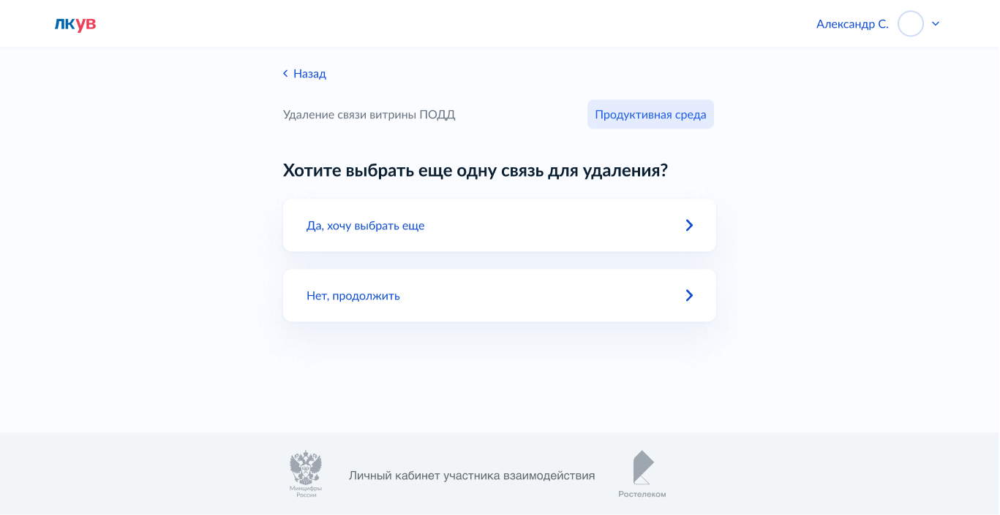 лкув
Александр С.
Назад
Удаление связи витрины ПОДД
Продуктивная среда
Хотите выбрать еще одну связь для удаления?
Да, хочу выбрать еще
Нет, продолжить
Минцифры
России
Личный кабинет участника взаимодействия
Ростелеком